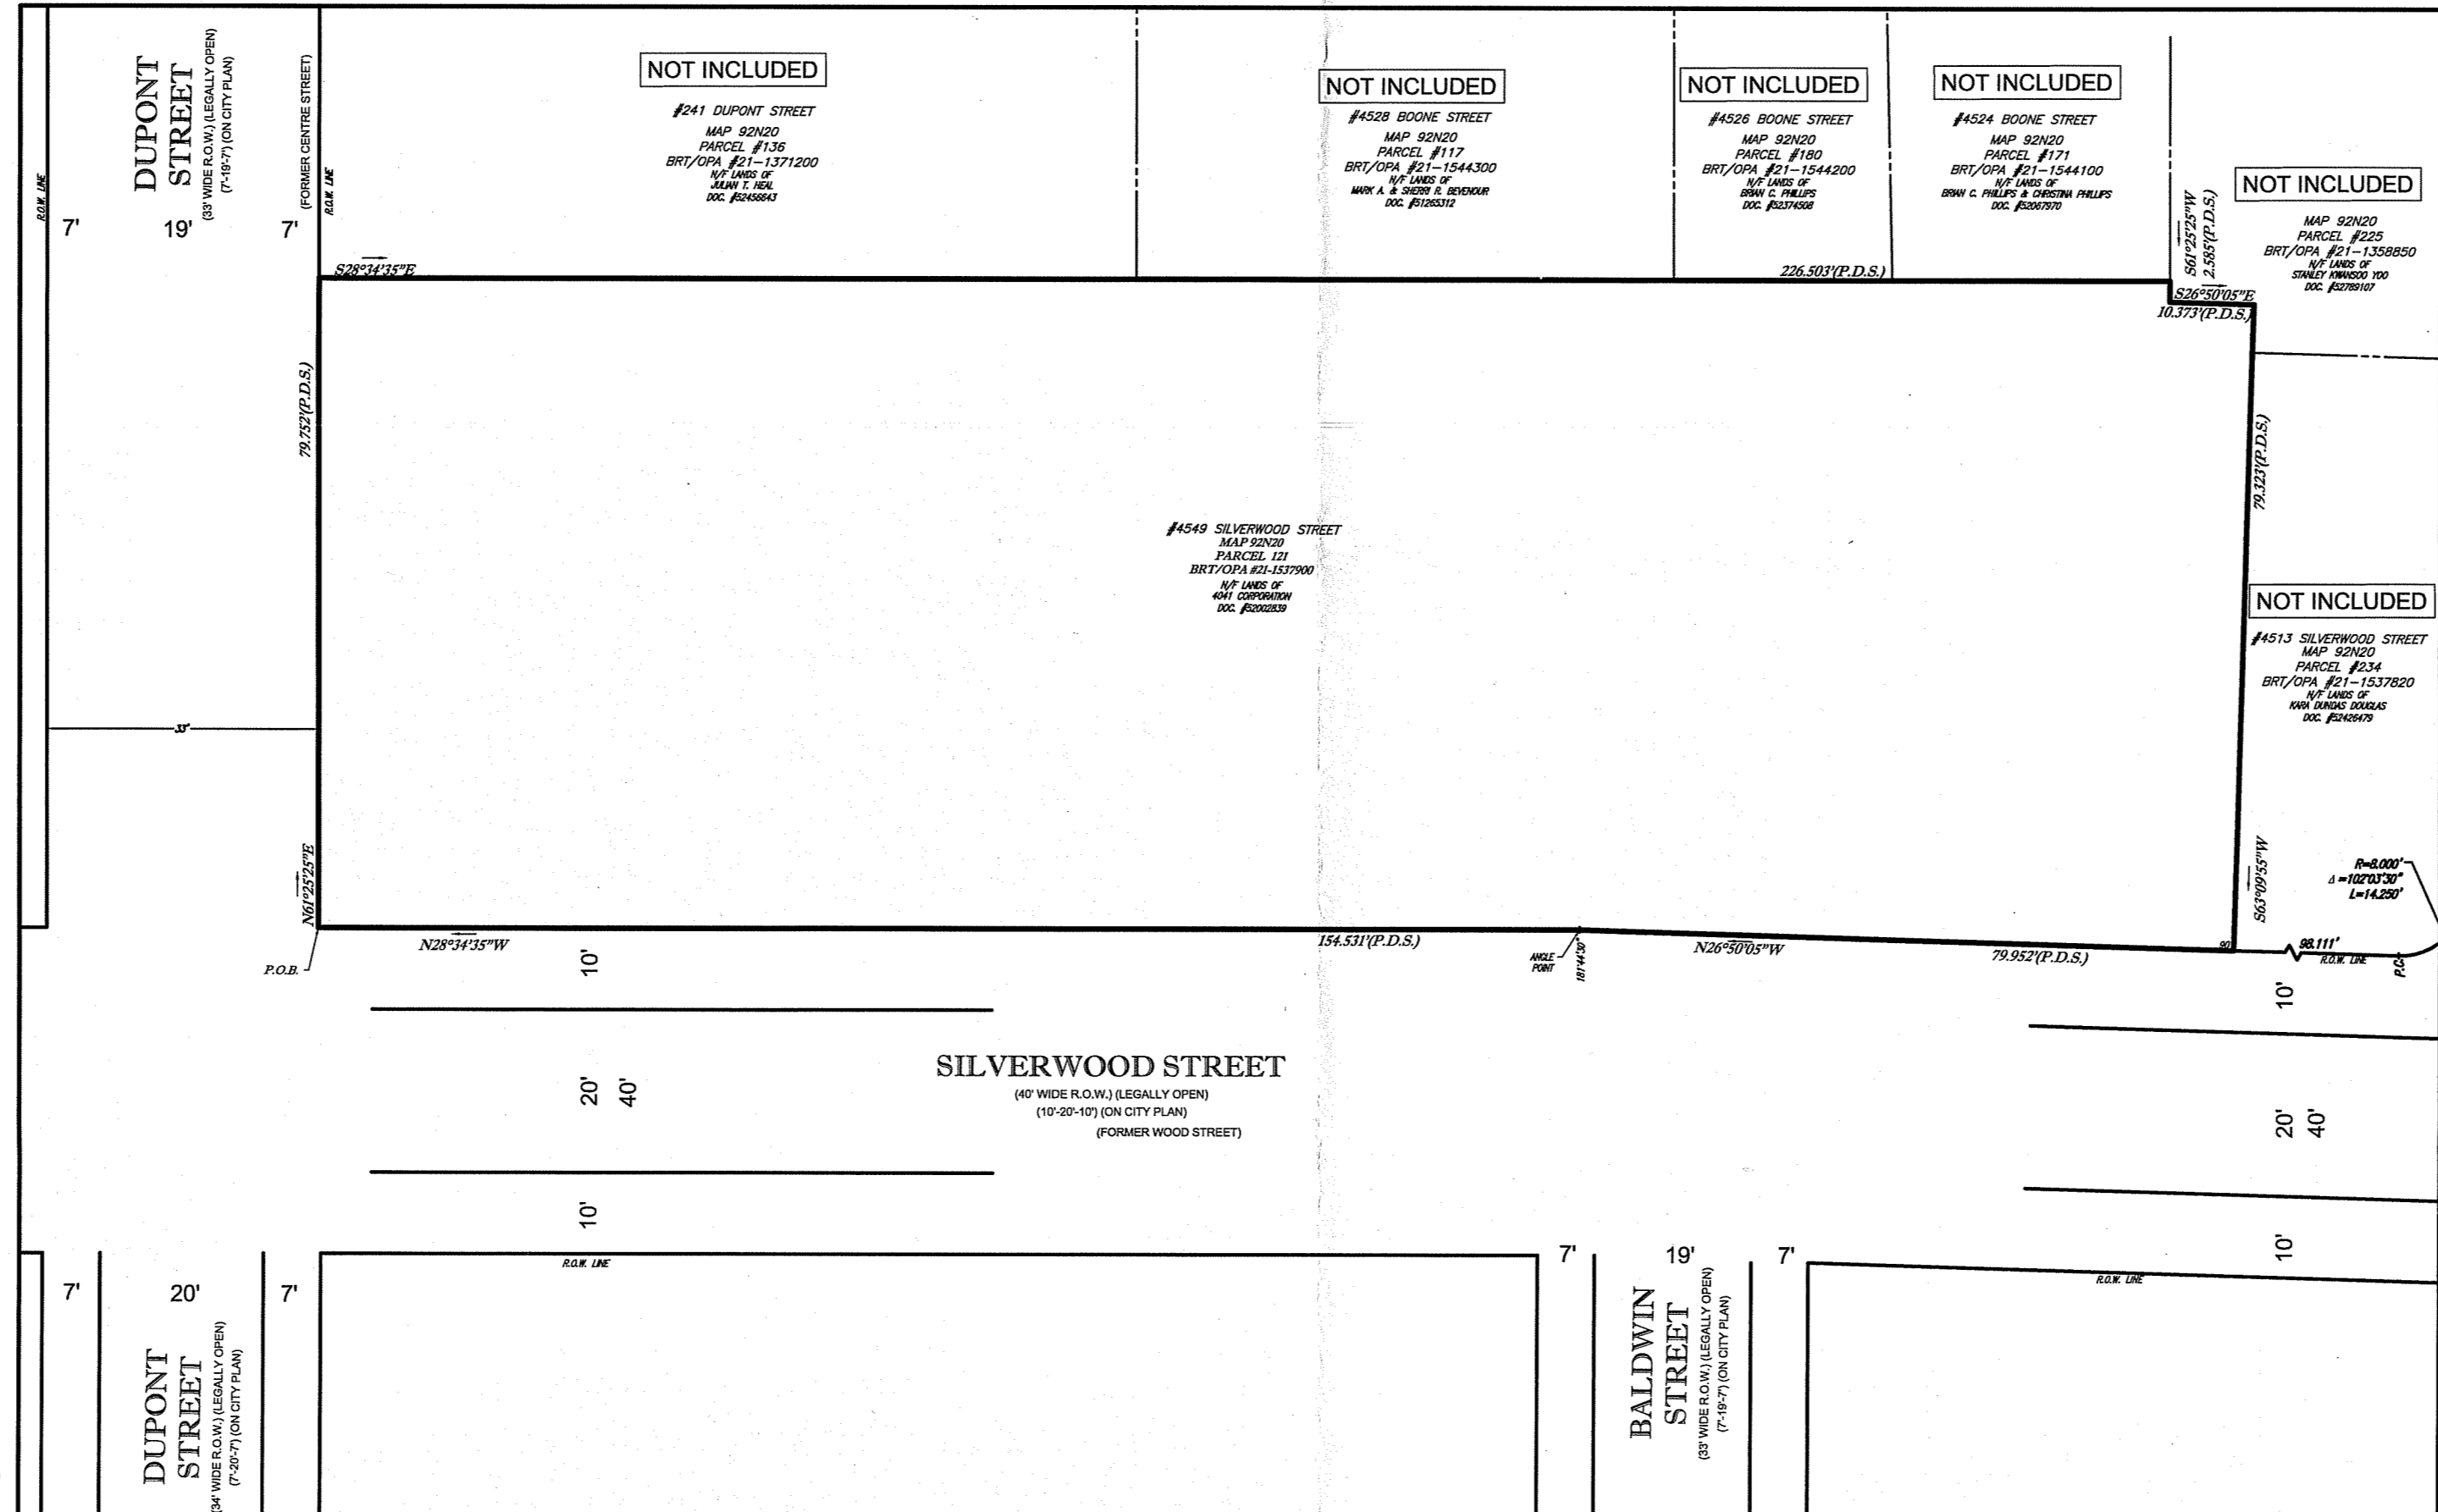 DUPONT
STREET
(33' WIDE R.O.W.) (LEGALLY OPEN)
(7'-19'-7') (ON CITY PLAN)
(FORMER CENTRE STREET)
R.O.W. LINE
R.O.W. LINE
7'
19'
7'
NOT INCLUDED
#241 DUPONT STREET
MAP 92N20
PARCEL #136
BRT/OPA #21-1371200
N/F LANDS OF
JULIAN T. HEAL
DOC. #52456643
NOT INCLUDED
#4528 BOONE STREET
MAP 92N20
PARCEL #117
BRT/OPA #21-1544300
N/F LANDS OF
MARK A. & SHERRI R. BEVENOUR
DOC. #51265312
NOT INCLUDED
#4526 BOONE STREET
MAP 92N20
PARCEL #180
BRT/OPA #21-1544200
N/F LANDS OF
BRIAN C. PHILLIPS
DOC. #52374508
NOT INCLUDED
#4524 BOONE STREET
MAP 92N20
PARCEL #171
BRT/OPA #21-1544100
N/F LANDS OF
BRIAN C. PHILLIPS & CHRISTINA PHILLIPS
DOC. #52067970
NOT INCLUDED
MAP 92N20
PARCEL #225
BRT/OPA #21-1358850
N/F LANDS OF
STANLEY KWANSOO YOO
DOC. #52789107
S61°25'25"W
2.585'(P.D.S.)
S28°34'35"E
226.503'(P.D.S.)
S26°50'05"E
10.373'(P.D.S.)
79.752'(P.D.S.)
79.323'(P.D.S.)
#4549 SILVERWOOD STREET
MAP 92N20
PARCEL 121
BRT/OPA #21-1537900
N/F LANDS OF
4041 CORPORATION
DOC. #52002839
NOT INCLUDED
#4513 SILVERWOOD STREET
MAP 92N20
PARCEL #234
BRT/OPA #21-1537820
N/F LANDS OF
KARA DUNDAS DOUGLAS
DOC. #52426479
33'
N61°25'25"E
S63°09'55"W
R=8.000'
Δ=102°03'30"
L=14.250'
P.O.B.
N28°34'35"W
10'
154.531'(P.D.S.)
ANGLE
POINT
181°44'30"
N26°50'05"W
79.952'(P.D.S.)
90°
98.111'
R.O.W. LINE
P.C.
10'
20'
40'
SILVERWOOD STREET
(40' WIDE R.O.W.) (LEGALLY OPEN)
(10'-20'-10') (ON CITY PLAN)
(FORMER WOOD STREET)
20'
40'
10'
10'
R.O.W. LINE
R.O.W. LINE
7'
20'
7'
DUPONT
STREET
(34' WIDE R.O.W.) (LEGALLY OPEN)
(7'-20'-7') (ON CITY PLAN)
7'
19'
7'
BALDWIN
STREET
(33' WIDE R.O.W.) (LEGALLY OPEN)
(7'-19'-7') (ON CITY PLAN)